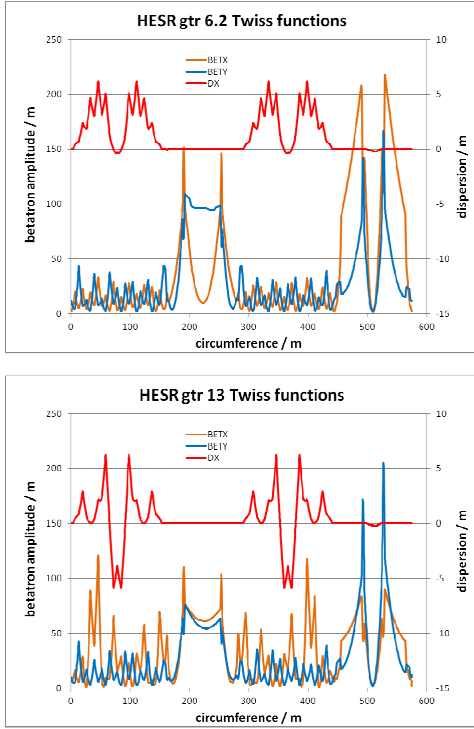 HESR gtr 6.2 Twiss functions
250
200
150
100
50
0
10
5
0
-5
-10
-15
BETX
BETY
DX
betatron amplitude / m
dispersion / m
0 100 200 300 400 500 600
circumference / m
HESR gtr 13 Twiss functions
250
200
150
100
50
0
10
5
0
-5
-10
-15
BETX
BETY
DX
betatron amplitude / m
dispersion / m
0 100 200 300 400 500 600
circumference / m